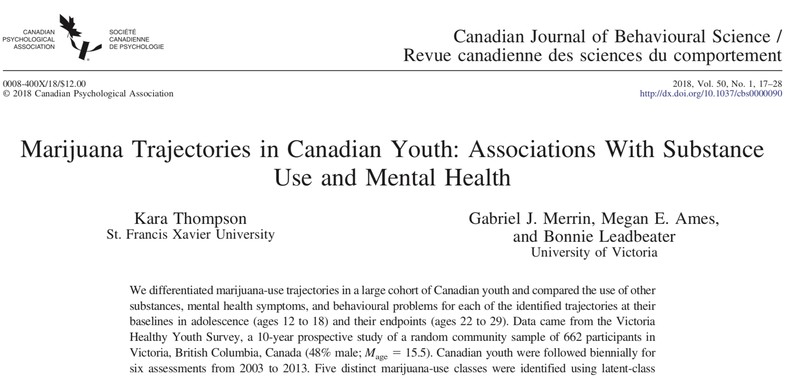 CANADIAN
PSYCHOLOGICAL
ASSOCIATION
SOCIÉTÉ
CANADIENNE
DE PSYCHOLOGIE
Canadian Journal of Behavioural Science /
Revue canadienne des sciences du comportement
0008-400X/18/$12.00
© 2018 Canadian Psychological Association
2018, Vol. 50, No. 1, 17–28
http://dx.doi.org/10.1037/cbs0000090
Marijuana Trajectories in Canadian Youth: Associations With Substance
Use and Mental Health
Kara Thompson
St. Francis Xavier University
Gabriel J. Merrin, Megan E. Ames,
and Bonnie Leadbeater
University of Victoria
We differentiated marijuana-use trajectories in a large cohort of Canadian youth and compared the use of other
substances, mental health symptoms, and behavioural problems for each of the identified trajectories at their
baselines in adolescence (ages 12 to 18) and their endpoints (ages 22 to 29). Data came from the Victoria
Healthy Youth Survey, a 10-year prospective study of a random community sample of 662 participants in
Victoria, British Columbia, Canada (48% male; Mage = 15.5). Canadian youth were followed biennially for
six assessments from 2003 to 2013. Five distinct marijuana-use classes were identified using latent-class